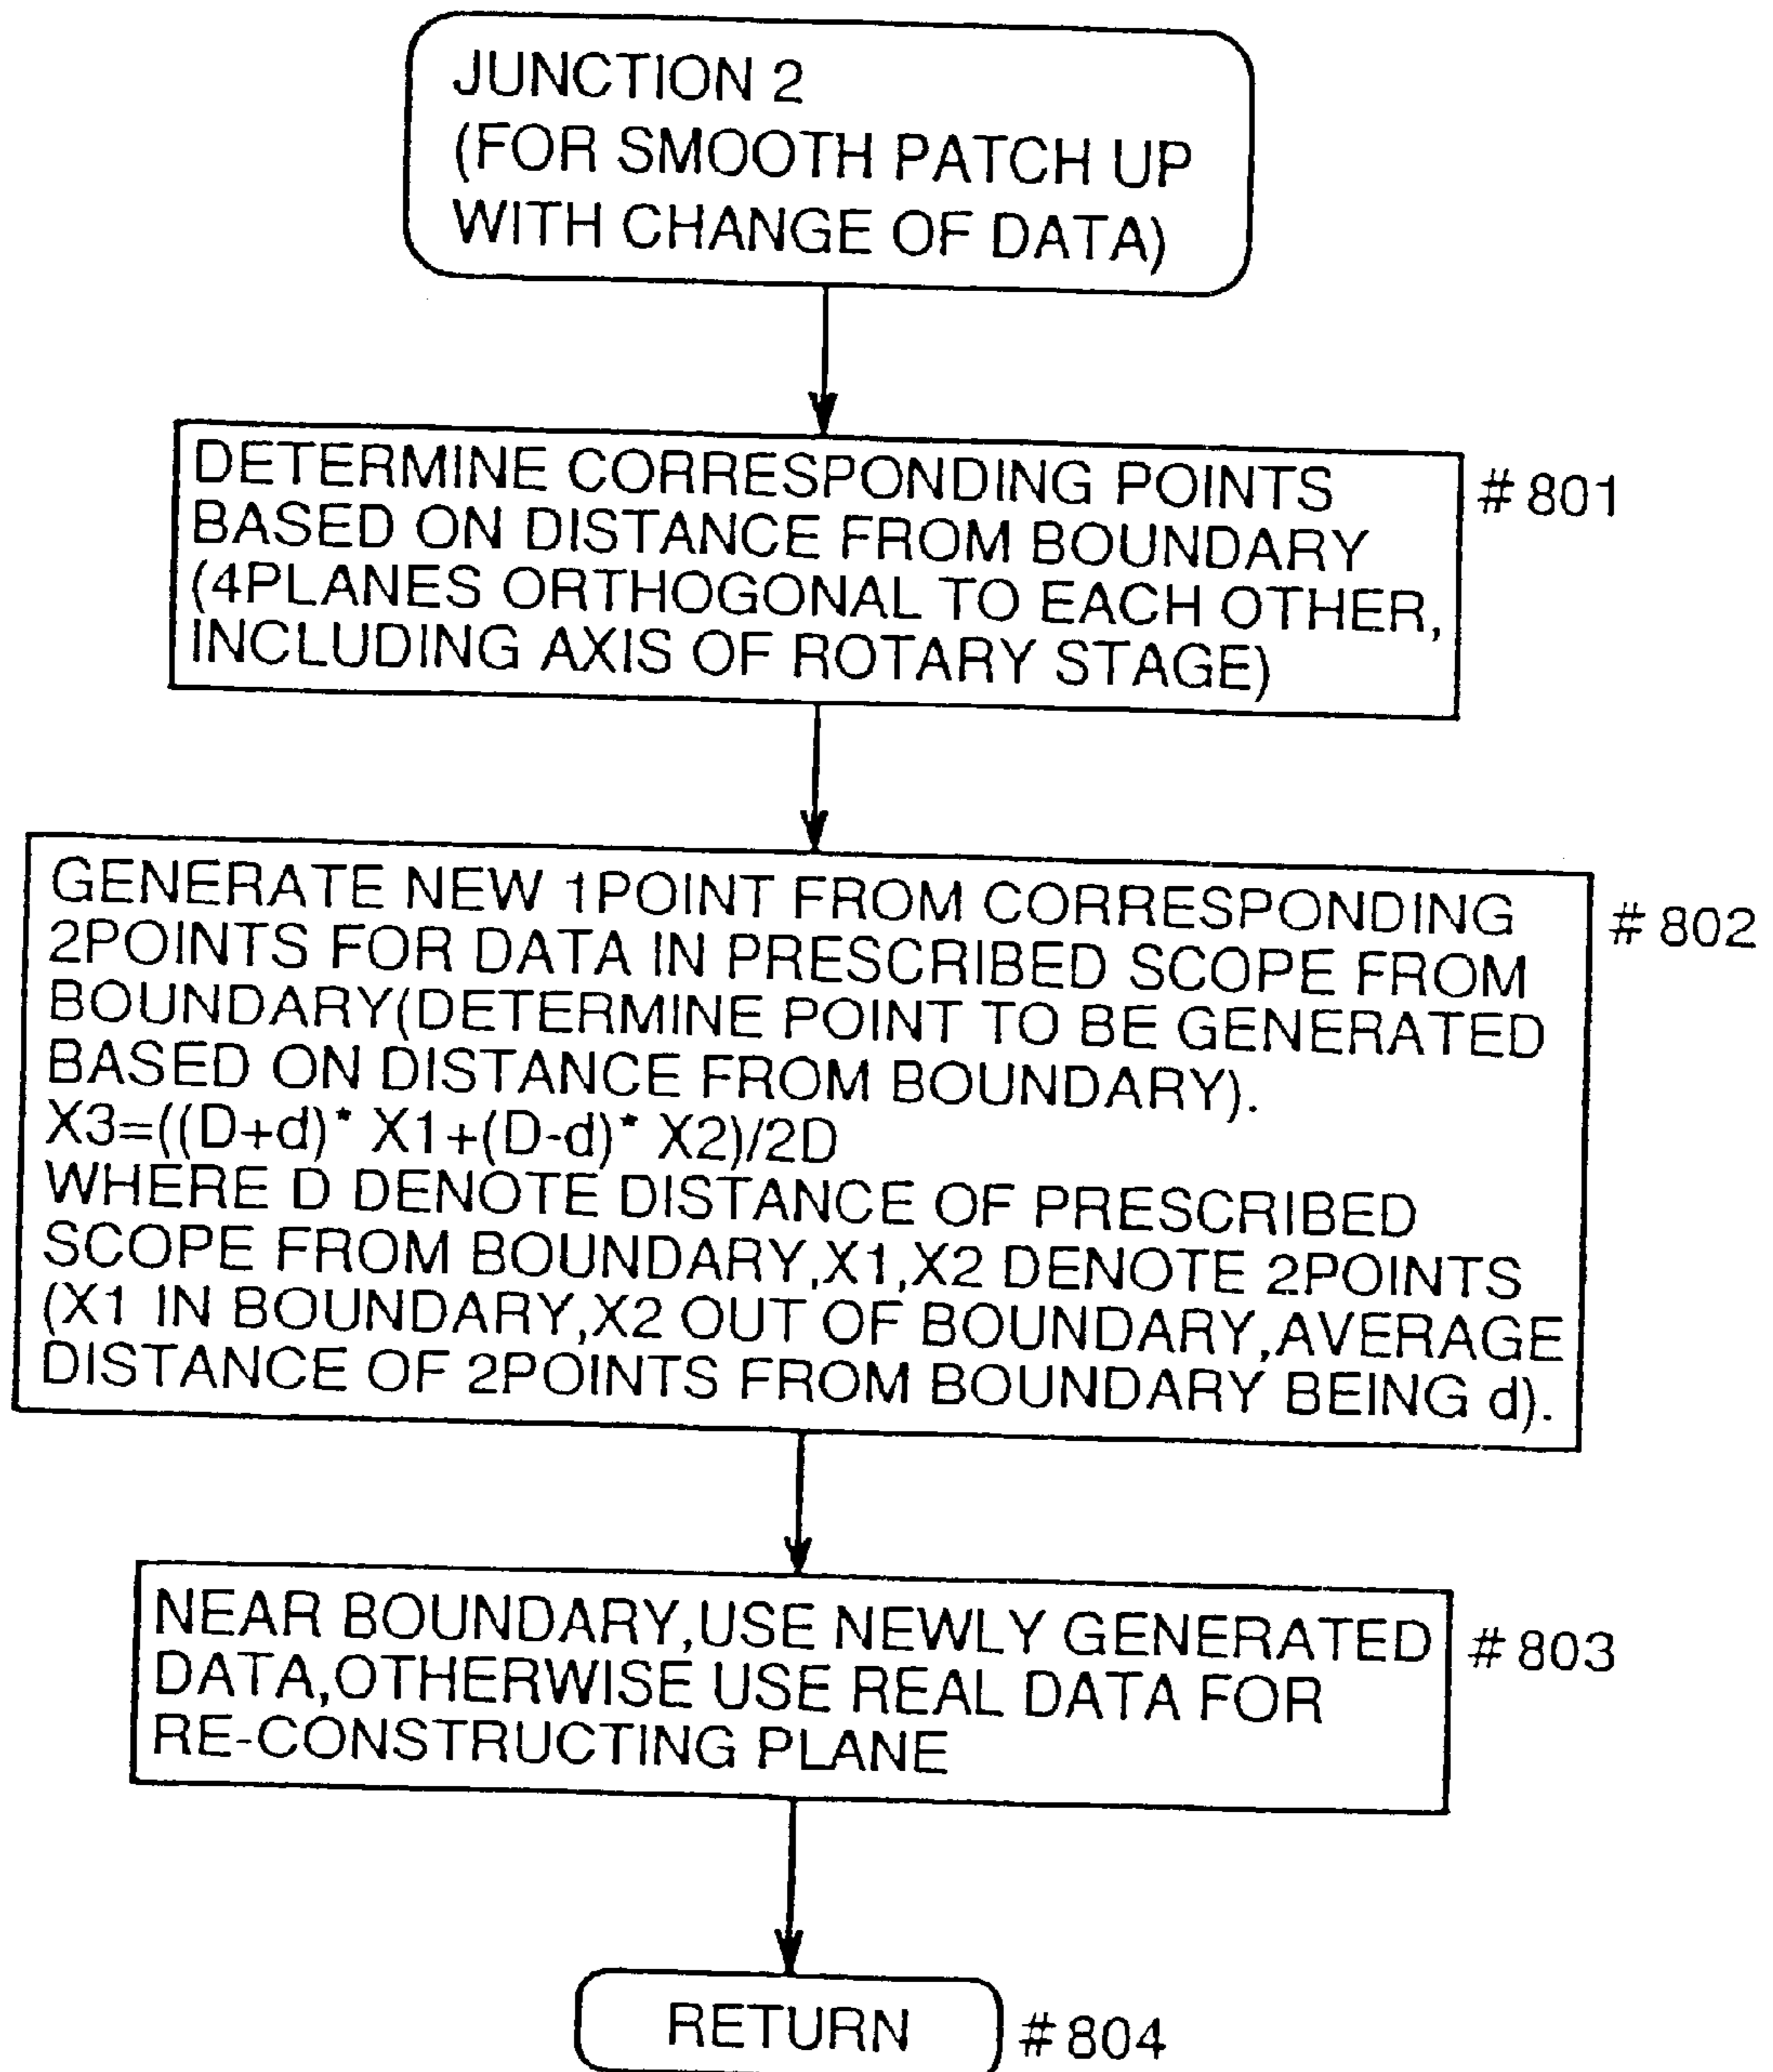 JUNCTION 2
(FOR SMOOTH PATCH UP
WITH CHANGE OF DATA)
DETERMINE CORRESPONDING POINTS
BASED ON DISTANCE FROM BOUNDARY
(4PLANES ORTHOGONAL TO EACH OTHER,
INCLUDING AXIS OF ROTARY STAGE)
#801
GENERATE NEW 1POINT FROM CORRESPONDING
2POINTS FOR DATA IN PRESCRIBED SCOPE FROM
BOUNDARY(DETERMINE POINT TO BE GENERATED
BASED ON DISTANCE FROM BOUNDARY).
X3=((D+d)* X1+(D-d)* X2)/2D
WHERE D DENOTE DISTANCE OF PRESCRIBED
SCOPE FROM BOUNDARY,X1,X2 DENOTE 2POINTS
(X1 IN BOUNDARY,X2 OUT OF BOUNDARY,AVERAGE
DISTANCE OF 2POINTS FROM BOUNDARY BEING d).
#802
NEAR BOUNDARY,USE NEWLY GENERATED
DATA,OTHERWISE USE REAL DATA FOR
RE-CONSTRUCTING PLANE
#803
RETURN
#804